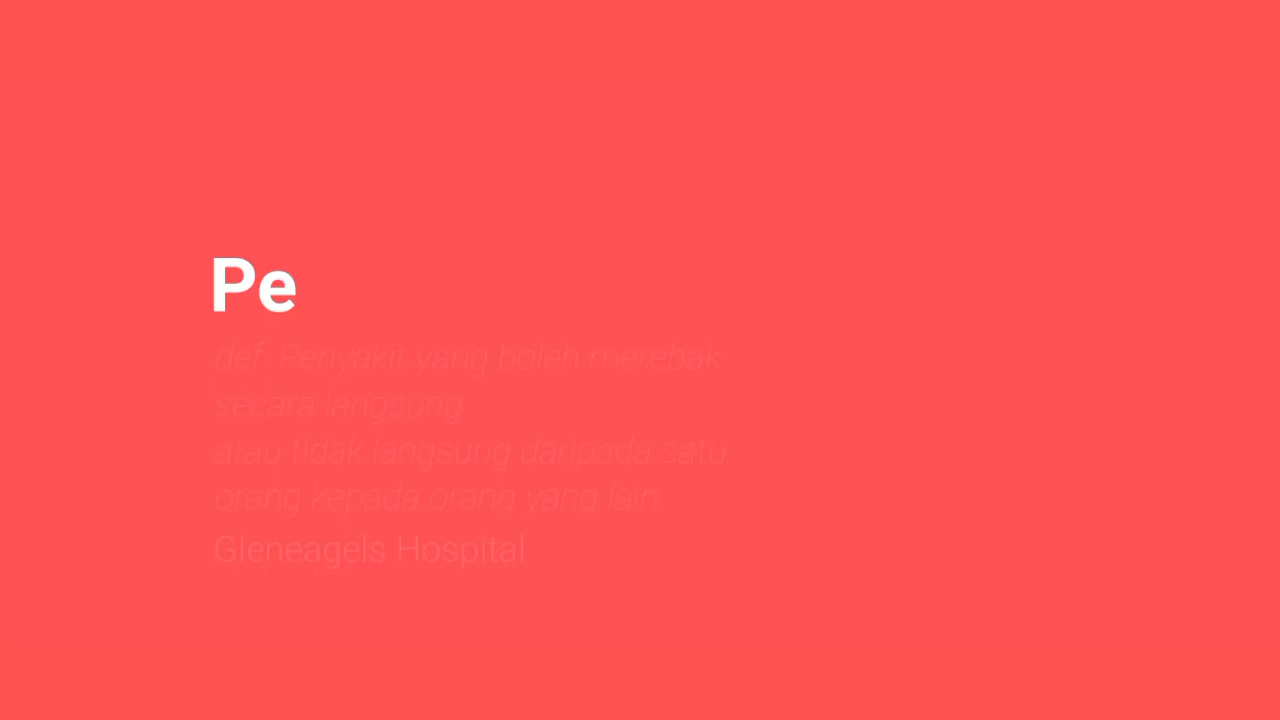 Pe
def. Penyakit yang boleh merebak
secara langsung
atau tidak langsung daripada satu
orang kepada orang yang lain
Gleneagels Hospital